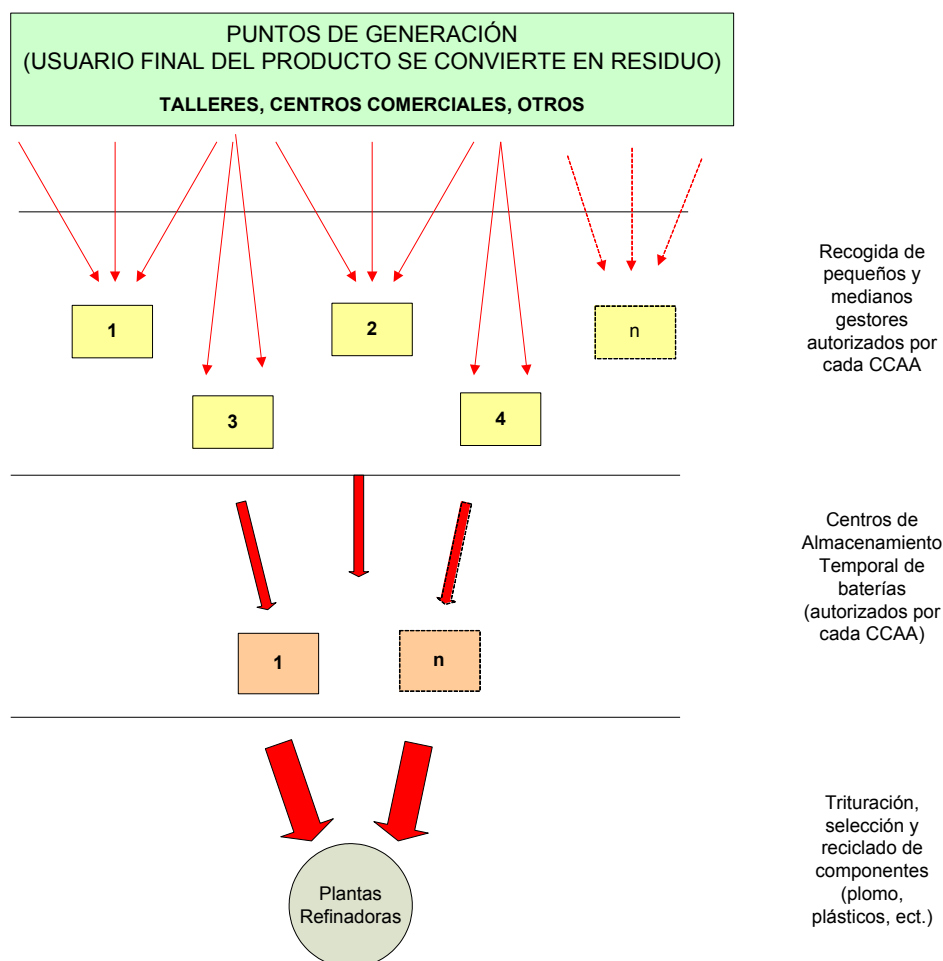 PUNTOS DE GENERACIÓN
(USUARIO FINAL DEL PRODUCTO SE CONVIERTE EN RESIDUO)
TALLERES, CENTROS COMERCIALES, OTROS
Recogida de
pequeños y
medianos
gestores
autorizados por
cada CCAA
1
2
n
3
4
Centros de
Almacenamiento
Temporal de
baterías
(autorizados por
cada CCAA)
1
n
Trituración,
selección y
reciclado de
componentes
(plomo,
plásticos, ect.)
Plantas
Refinadoras